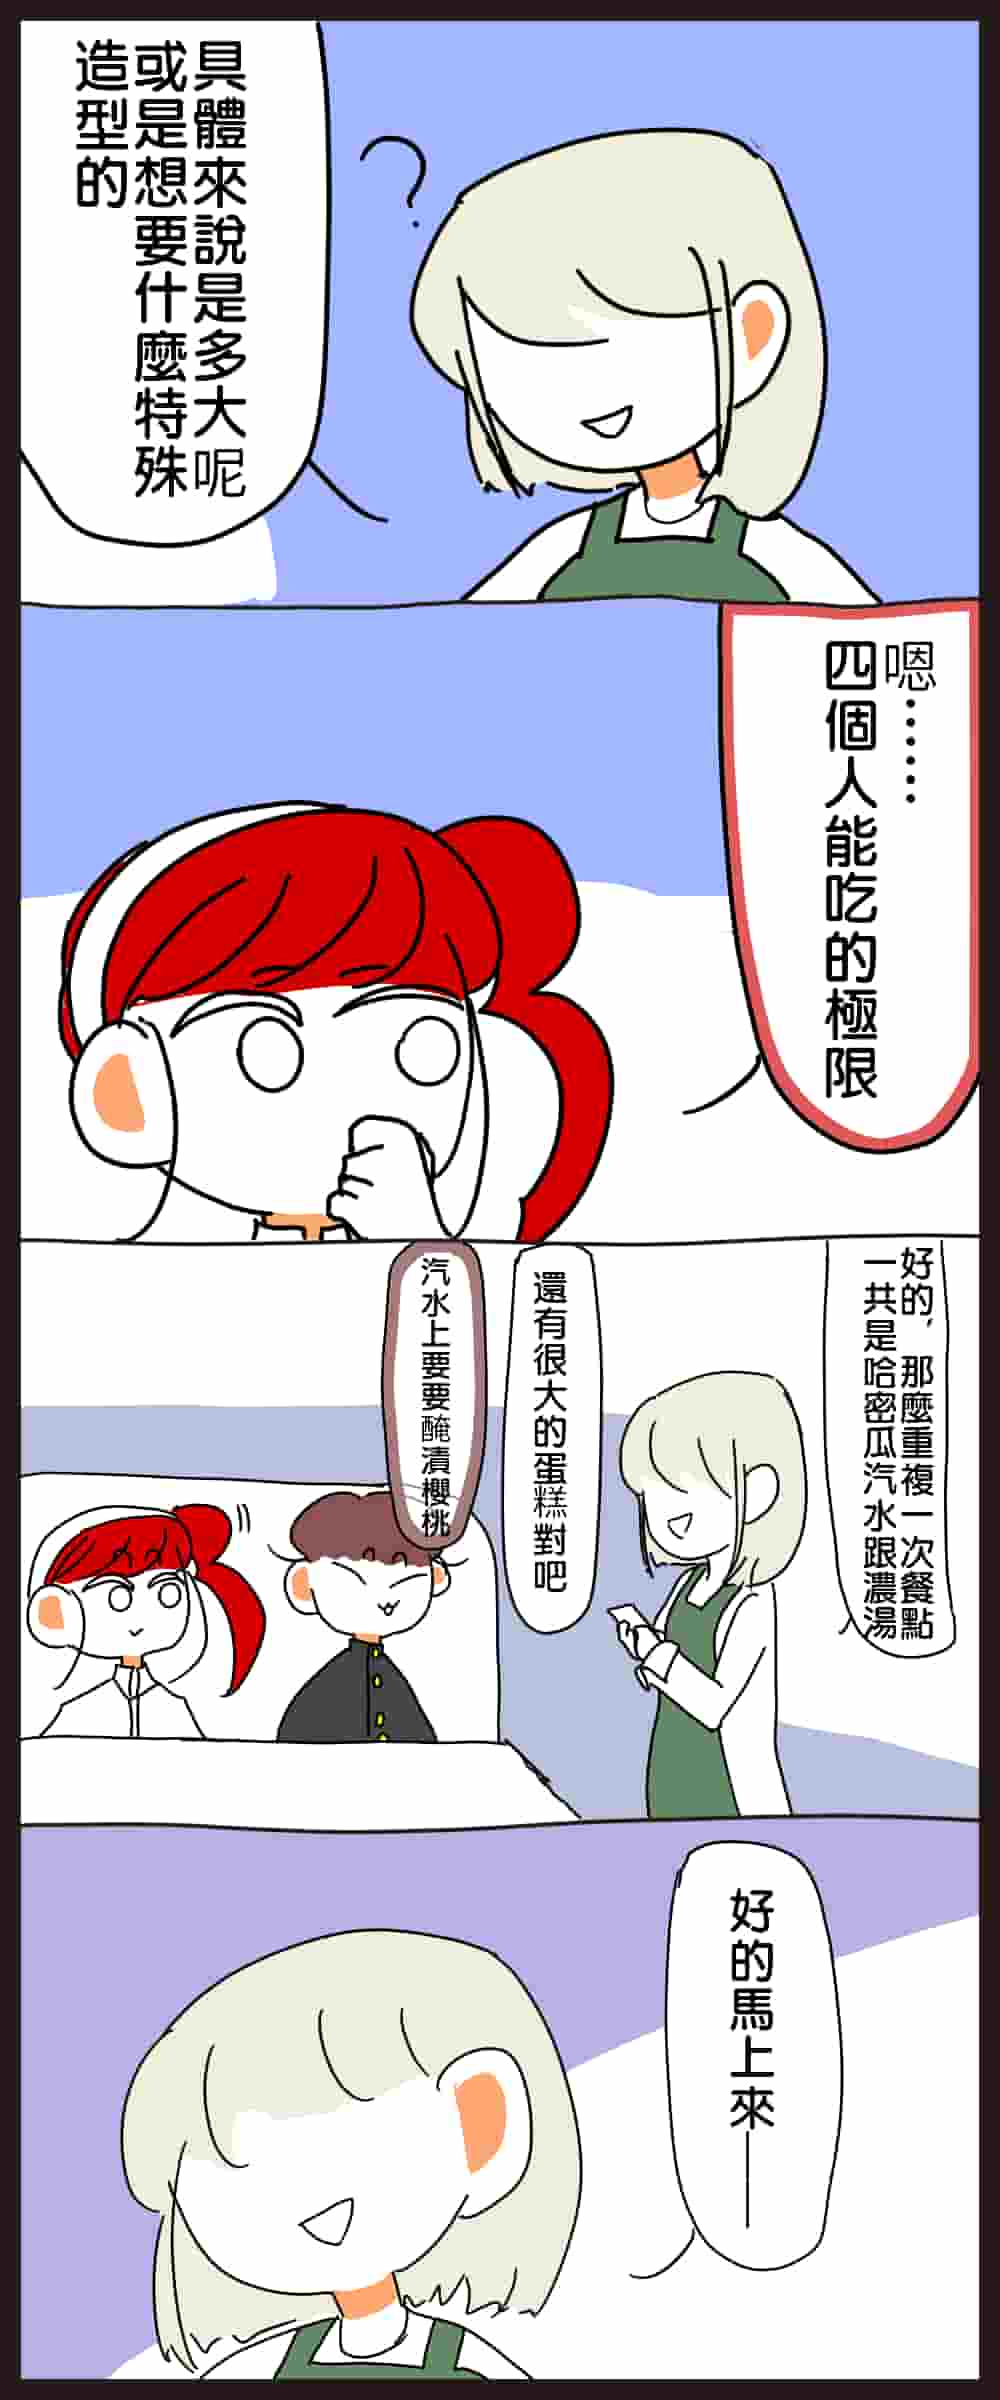 具體來說是多大呢
或是想要什麼特殊
造型的
嗯……
四個人能吃的極限
好的，那麼重複一次餐點
一共是哈密瓜汽水跟濃湯
還有很大的蛋糕對吧
汽水上要要醃漬櫻桃
好的馬上來——